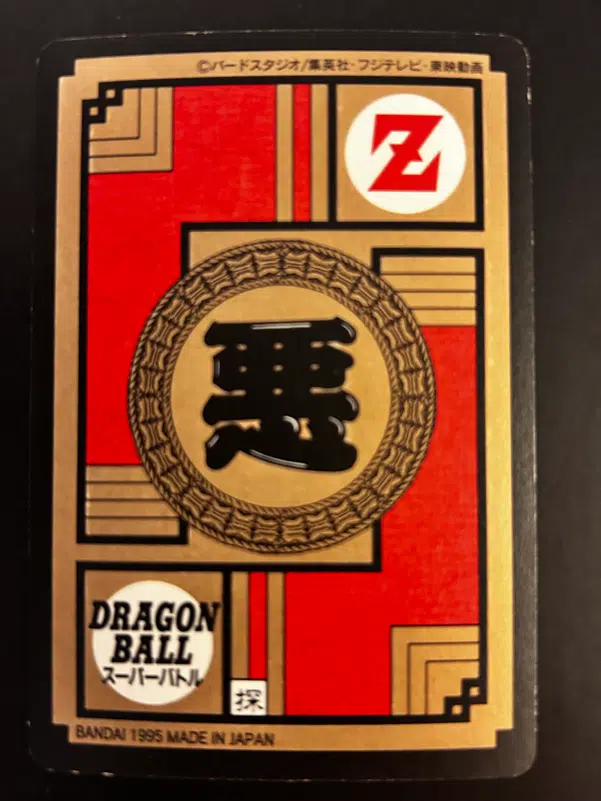 ©バードスタジオ/集英社・フジテレビ・東映動画
Z
悪
DRAGON
BALL
スーパーバトル
探
BANDAI 1995 MADE IN JAPAN